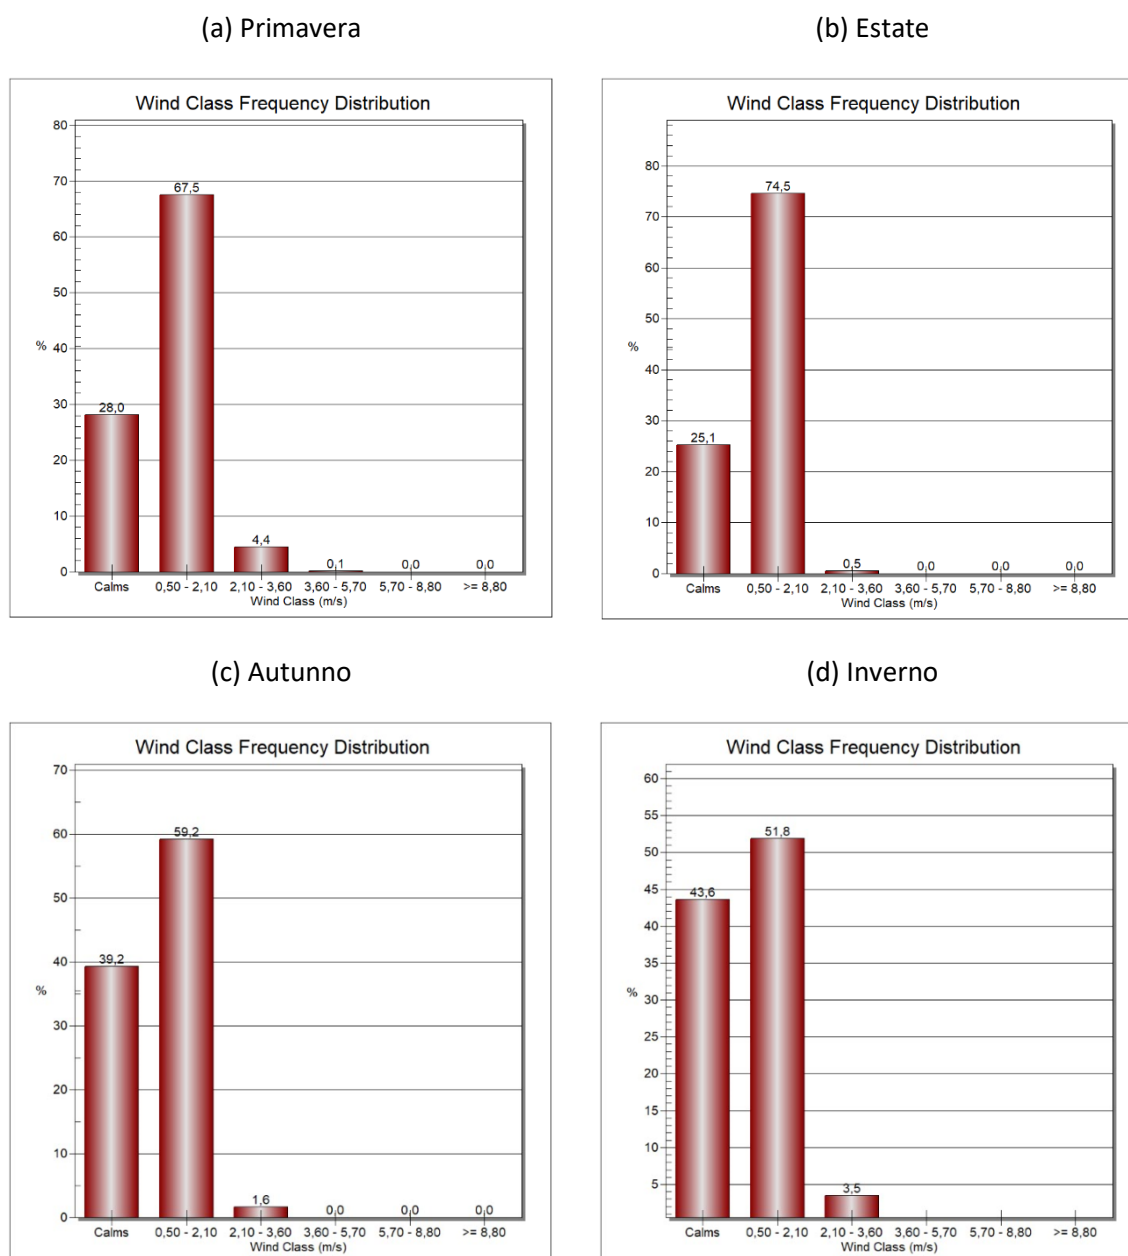 (a) Primavera
(b) Estate
Wind Class Frequency Distribution
80
70
60
50
40
30
20
10
0
%
28,0
67,5
4,4
0,1
0,0
0,0
Calms
0,50 - 2,10
2,10 - 3,60
3,60 - 5,70
5,70 - 8,80
>= 8,80
Wind Class (m/s)
Wind Class Frequency Distribution
80
70
60
50
40
30
20
10
0
%
25,1
74,5
0,5
0,0
0,0
0,0
Calms
0,50 - 2,10
2,10 - 3,60
3,60 - 5,70
5,70 - 8,80
>= 8,80
Wind Class (m/s)
(c) Autunno
(d) Inverno
Wind Class Frequency Distribution
70
60
50
40
30
20
10
0
%
39,2
59,2
1,6
0,0
0,0
0,0
Calms
0,50 - 2,10
2,10 - 3,60
3,60 - 5,70
5,70 - 8,80
>= 8,80
Wind Class (m/s)
Wind Class Frequency Distribution
60
55
50
45
40
35
30
25
20
15
10
5
%
43,6
51,8
3,5
Calms
0,50 - 2,10
2,10 - 3,60
3,60 - 5,70
5,70 - 8,80
>= 8,80
Wind Class (m/s)